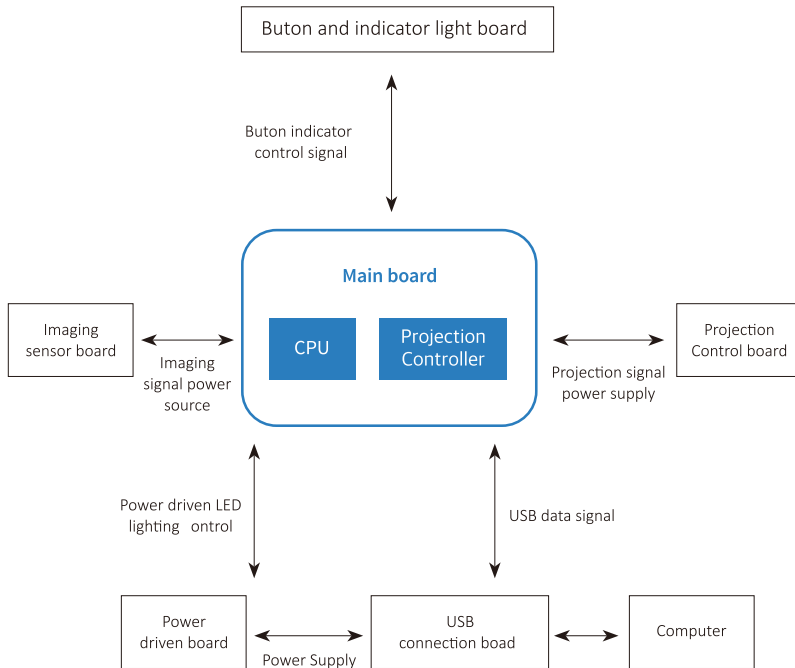 Buton and indicator light board
Buton indicator
control signal
Main board
CPU
Projection
Controller
Imaging
sensor board
Imaging
signal power
source
Projection
Control board
Projection signal
power supply
Power driven LED
lighting ontrol
USB data signal
Power
driven board
Power Supply
USB
connection boad
Computer